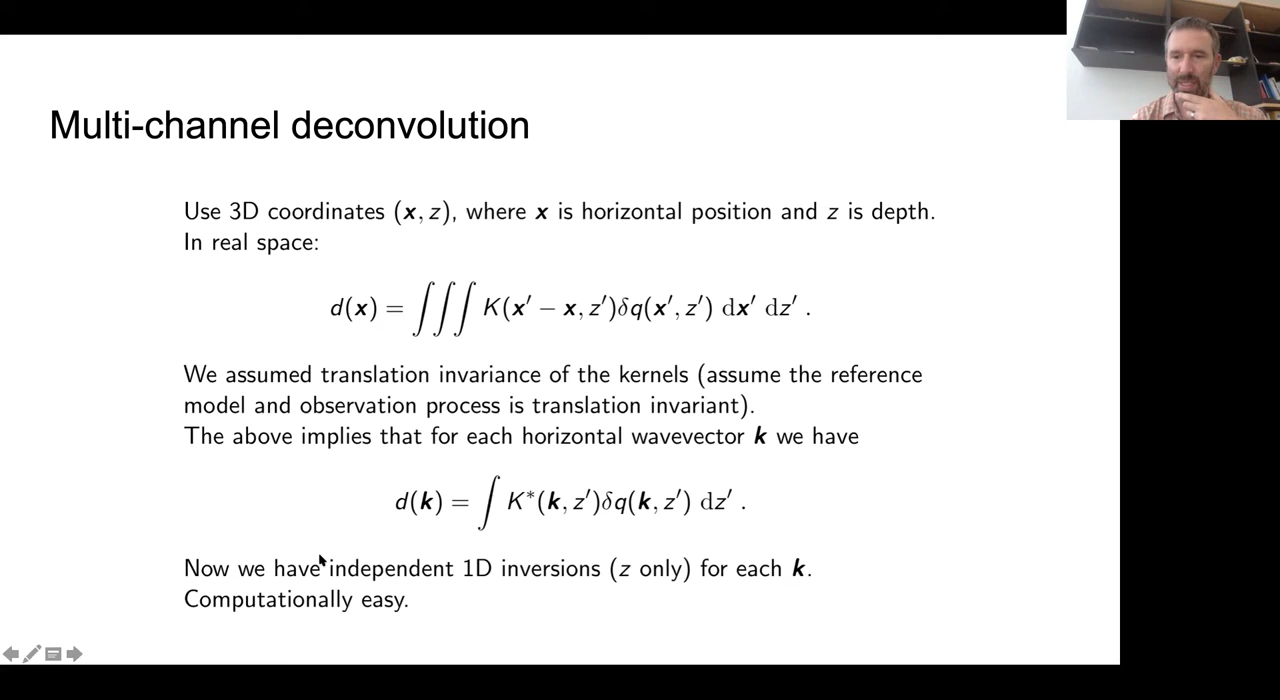 Multi-channel deconvolution
Use 3D coordinates (x, z), where x is horizontal position and z is depth.
In real space:
d(x) = ∭ K(x′ − x, z′)δq(x′, z′) dx′ dz′ .
We assumed translation invariance of the kernels (assume the reference
model and observation process is translation invariant).
The above implies that for each horizontal wavevector k we have
d(k) = ∫ K*(k, z′)δq(k, z′) dz′ .
Now we have independent 1D inversions (z only) for each k.
Computationally easy.